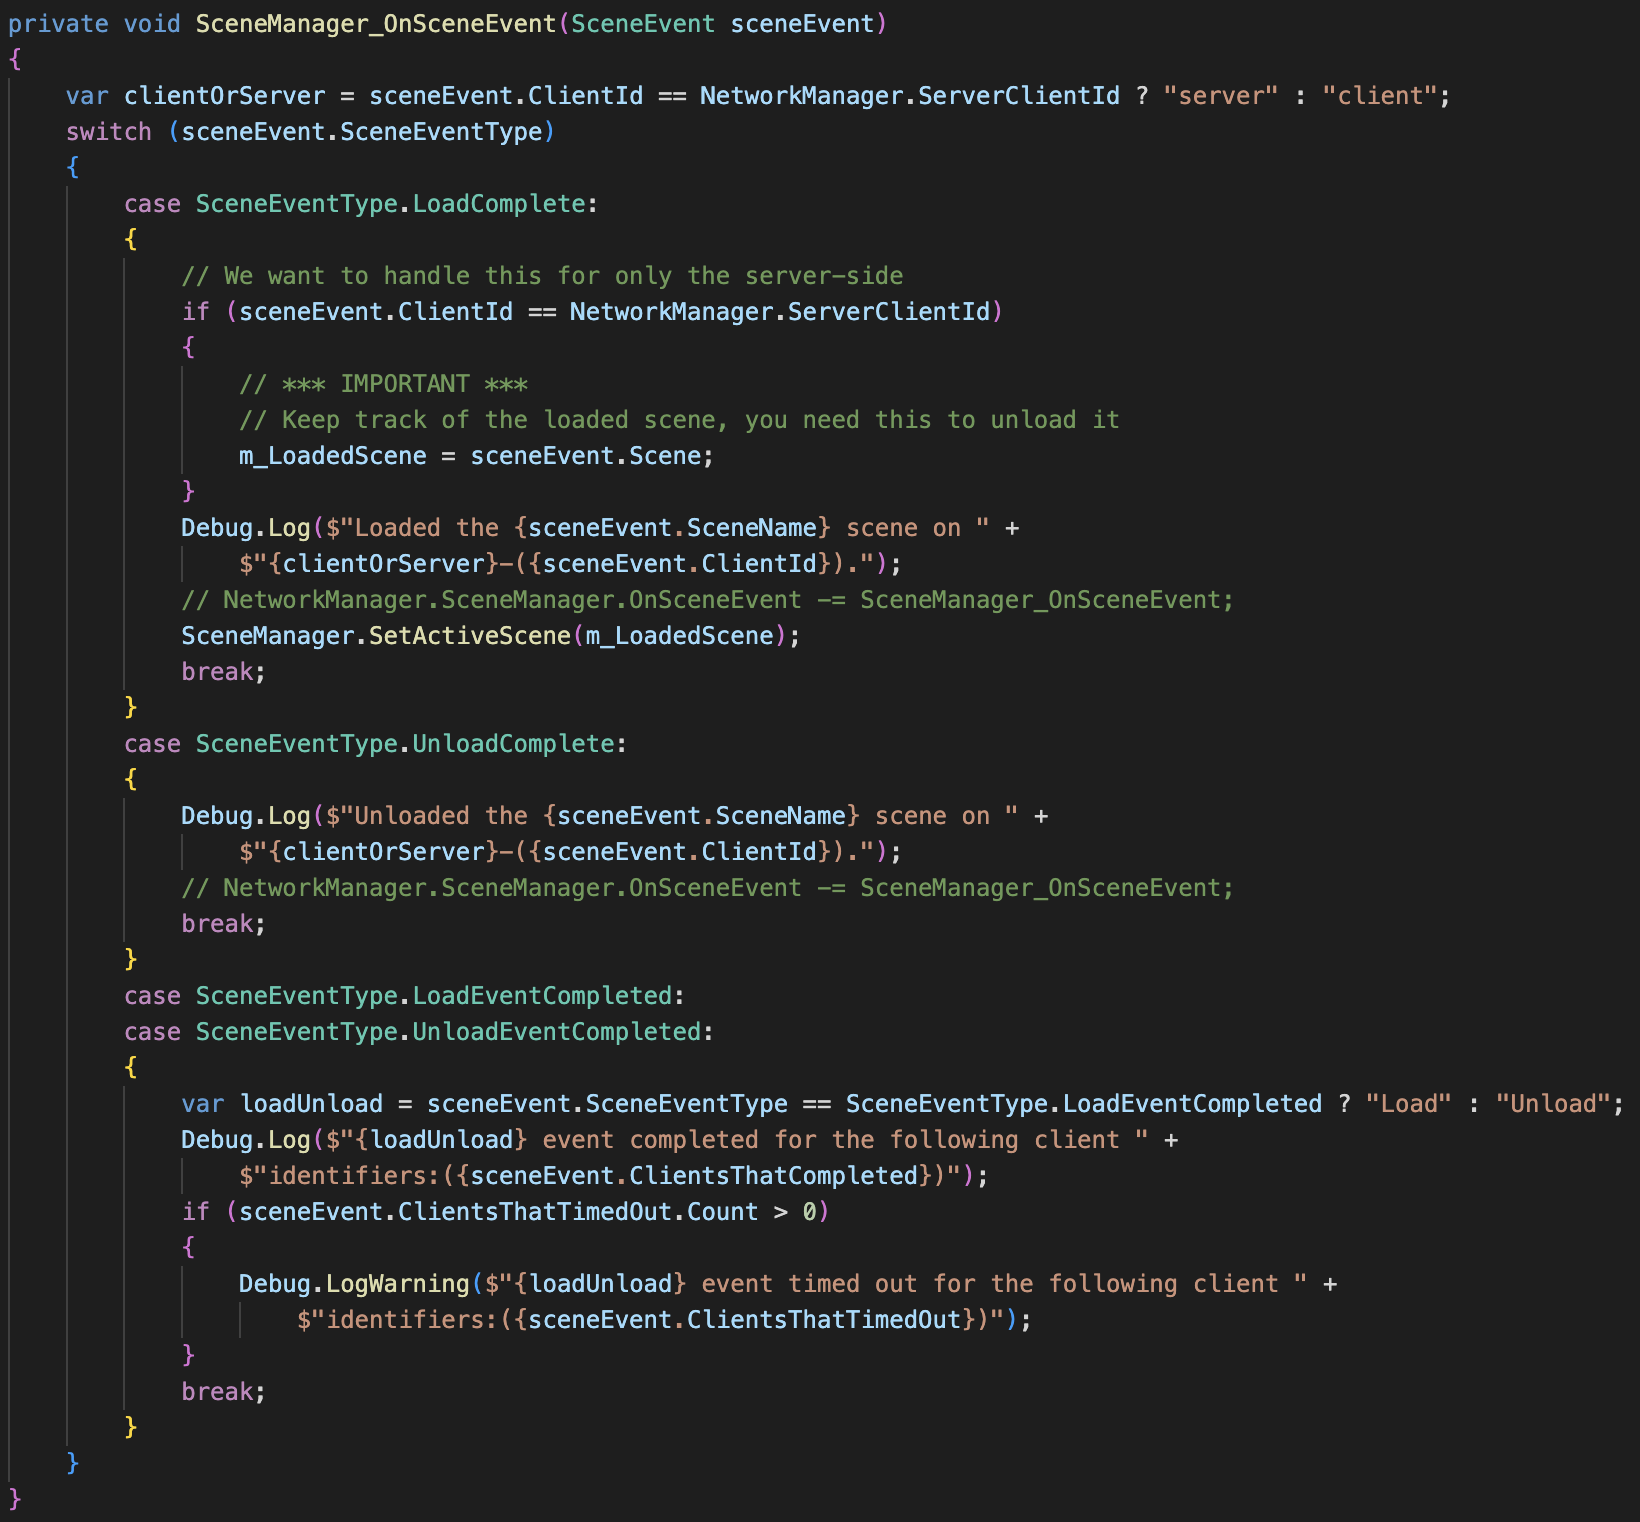 private void SceneManager_OnSceneEvent(SceneEvent sceneEvent)
{
    var clientOrServer = sceneEvent.ClientId == NetworkManager.ServerClientId ? "server" : "client";
    switch (sceneEvent.SceneEventType)
    {
        case SceneEventType.LoadComplete:
        {
            // We want to handle this for only the server-side
            if (sceneEvent.ClientId == NetworkManager.ServerClientId)
            {
                // *** IMPORTANT ***
                // Keep track of the loaded scene, you need this to unload it
                m_LoadedScene = sceneEvent.Scene;
            }
            Debug.Log($"Loaded the {sceneEvent.SceneName} scene on " +
                $"{clientOrServer}-({sceneEvent.ClientId}).");
            // NetworkManager.SceneManager.OnSceneEvent -= SceneManager_OnSceneEvent;
            SceneManager.SetActiveScene(m_LoadedScene);
            break;
        }
        case SceneEventType.UnloadComplete:
        {
            Debug.Log($"Unloaded the {sceneEvent.SceneName} scene on " +
                $"{clientOrServer}-({sceneEvent.ClientId}).");
            // NetworkManager.SceneManager.OnSceneEvent -= SceneManager_OnSceneEvent;
            break;
        }
        case SceneEventType.LoadEventCompleted:
        case SceneEventType.UnloadEventCompleted:
        {
            var loadUnload = sceneEvent.SceneEventType == SceneEventType.LoadEventCompleted ? "Load" : "Unload";
            Debug.Log($"{loadUnload} event completed for the following client " +
                $"identifiers:({sceneEvent.ClientsThatCompleted})");
            if (sceneEvent.ClientsThatTimedOut.Count > 0)
            {
                Debug.LogWarning($"{loadUnload} event timed out for the following client " +
                    $"identifiers:({sceneEvent.ClientsThatTimedOut})");
            }
            break;
        }
    }
}